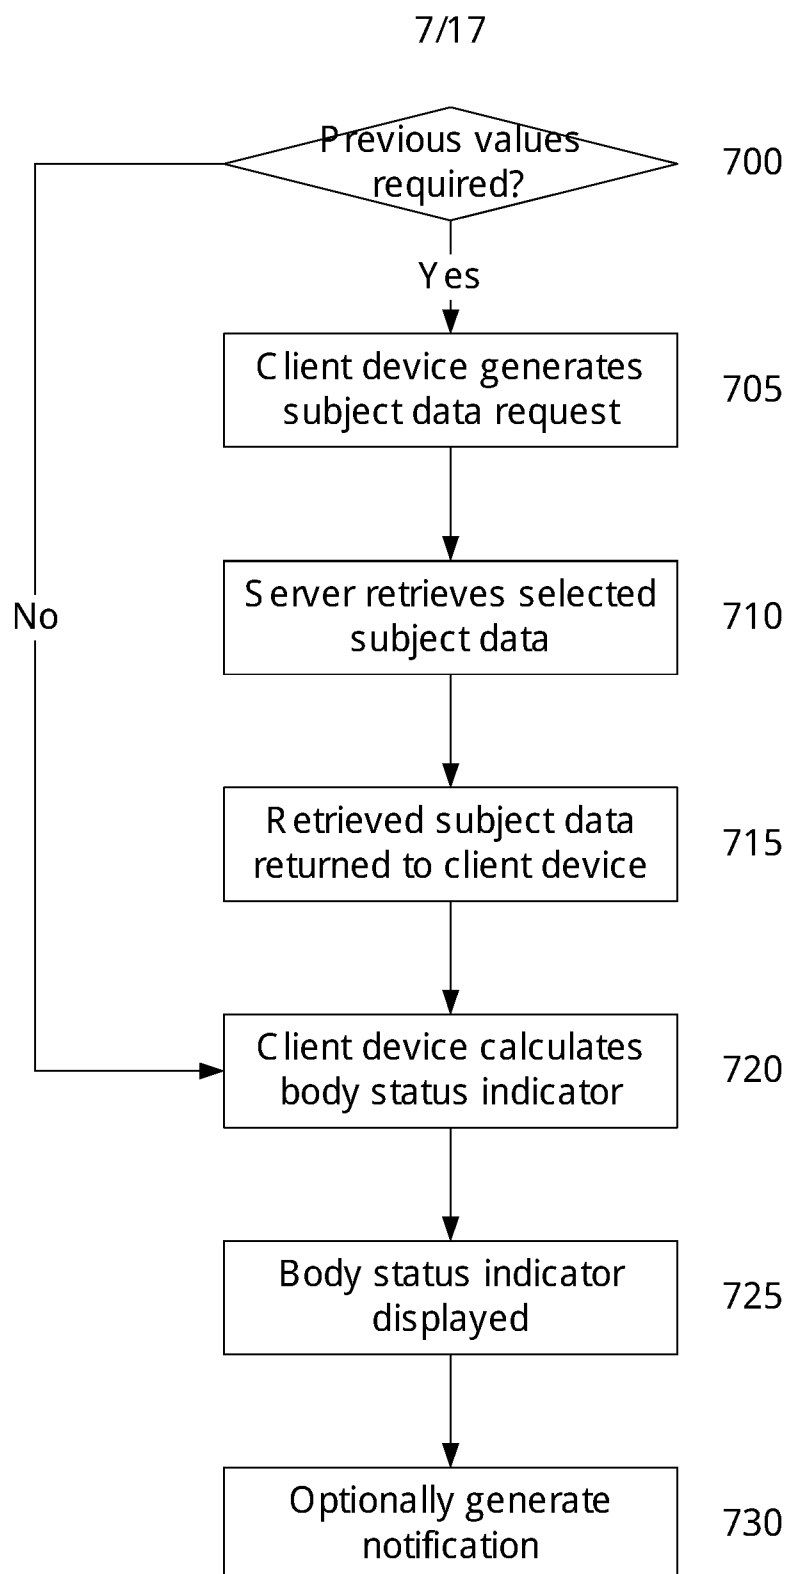 7/17
Previous values
required?
700
Yes
Client device generates
subject data request
705
Server retrieves selected
subject data
710
No
Retrieved subject data
returned to client device
715
Client device calculates
body status indicator
720
Body status indicator
displayed
725
Optionally generate
notification
730